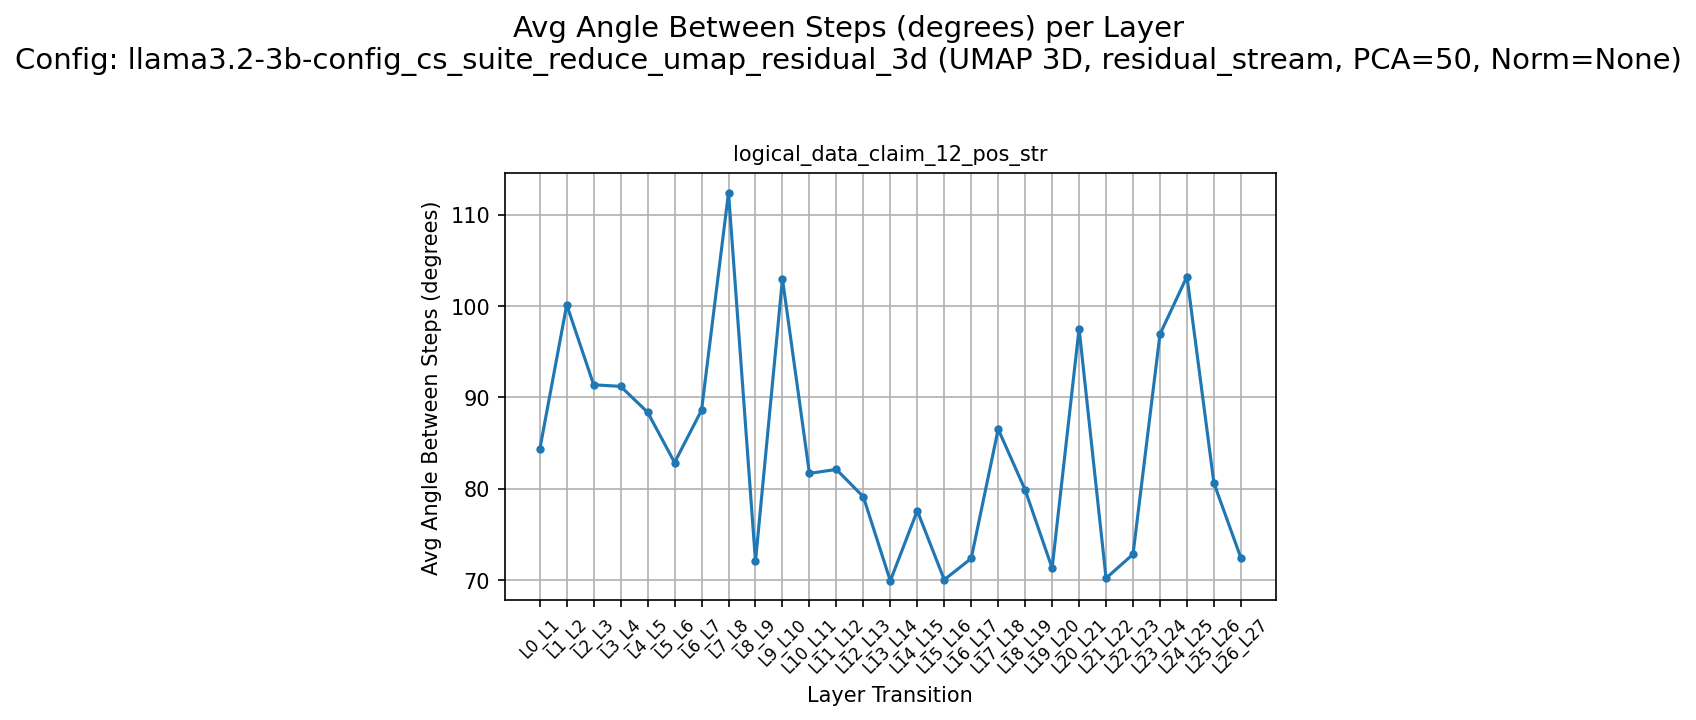 Avg Angle Between Steps (degrees) per Layer
Config: llama3.2-3b-config_cs_suite_reduce_umap_residual_3d (UMAP 3D, residual_stream, PCA=50, Norm=None)
logical_data_claim_12_pos_str
Avg Angle Between Steps (degrees)
110
100
90
80
70
L0_L1
L1_L2
L2_L3
L3_L4
L4_L5
L5_L6
L6_L7
L7_L8
L8_L9
L9_L10
L10_L11
L11_L12
L12_L13
L13_L14
L14_L15
L15_L16
L16_L17
L17_L18
L18_L19
L19_L20
L20_L21
L21_L22
L22_L23
L23_L24
L24_L25
L25_L26
L26_L27
Layer Transition